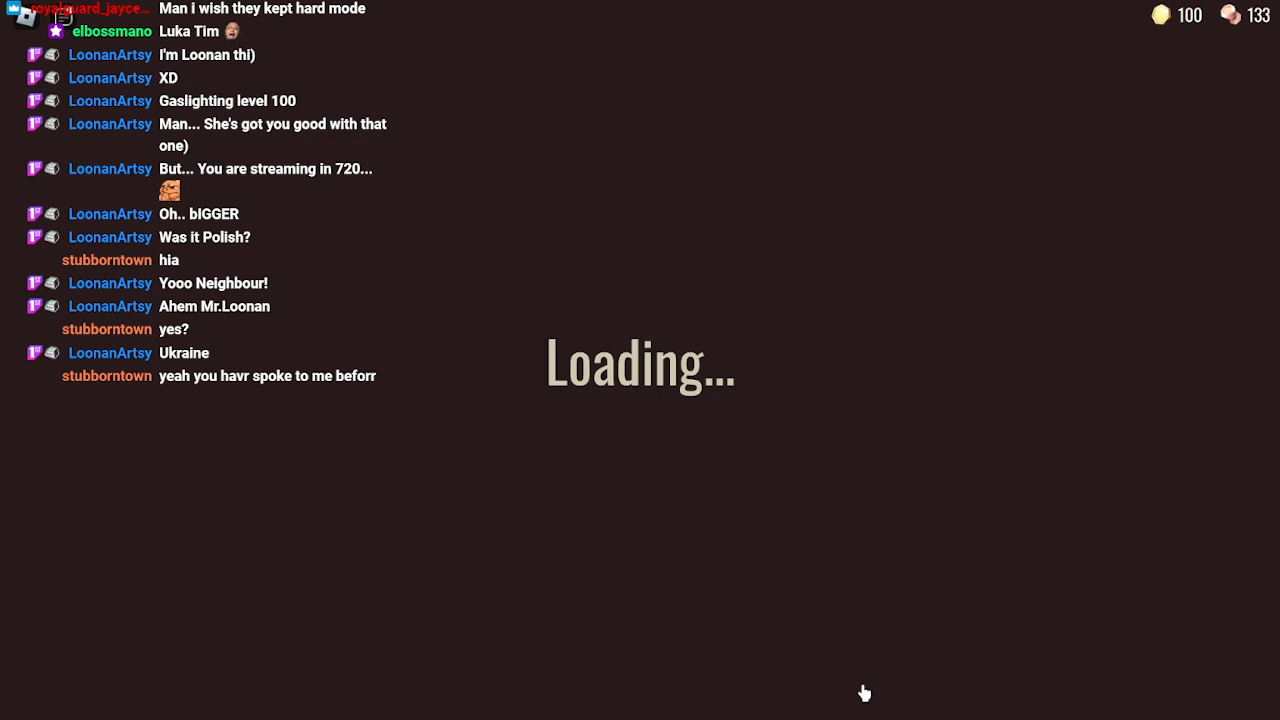 royalguard_jayce... Man i wish they kept hard mode
100 133
elbossmano Luka Tim
LoonanArtsy I'm Loonan thi)
LoonanArtsy XD
LoonanArtsy Gaslighting level 100
LoonanArtsy Man... She's got you good with that
one)
LoonanArtsy But... You are streaming in 720...
LoonanArtsy Oh.. bIGGER
LoonanArtsy Was it Polish?
stubborntown hia
LoonanArtsy Yooo Neighbour!
LoonanArtsy Ahem Mr.Loonan
stubborntown yes?
LoonanArtsy Ukraine
stubborntown yeah you havr spoke to me beforr
Loading...